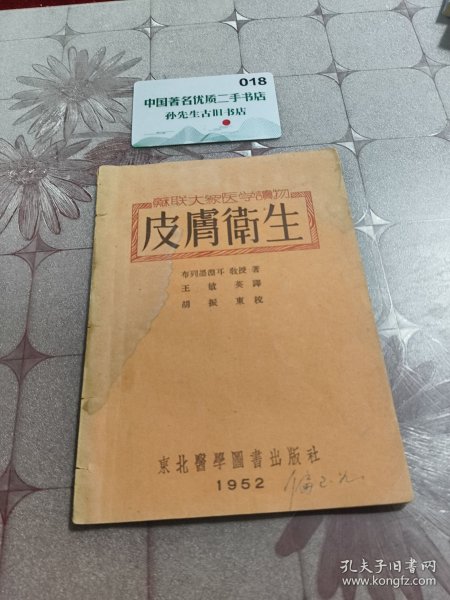 018
中国著名优质二手书店
孙先生古旧书店
苏联大众医学讀物
皮膚衛生
布列墨涅耳 教授 著
王敏英譯
胡振東校
東北醫學圖書出版社
1952
孔夫子旧书网
www.kongfz.com